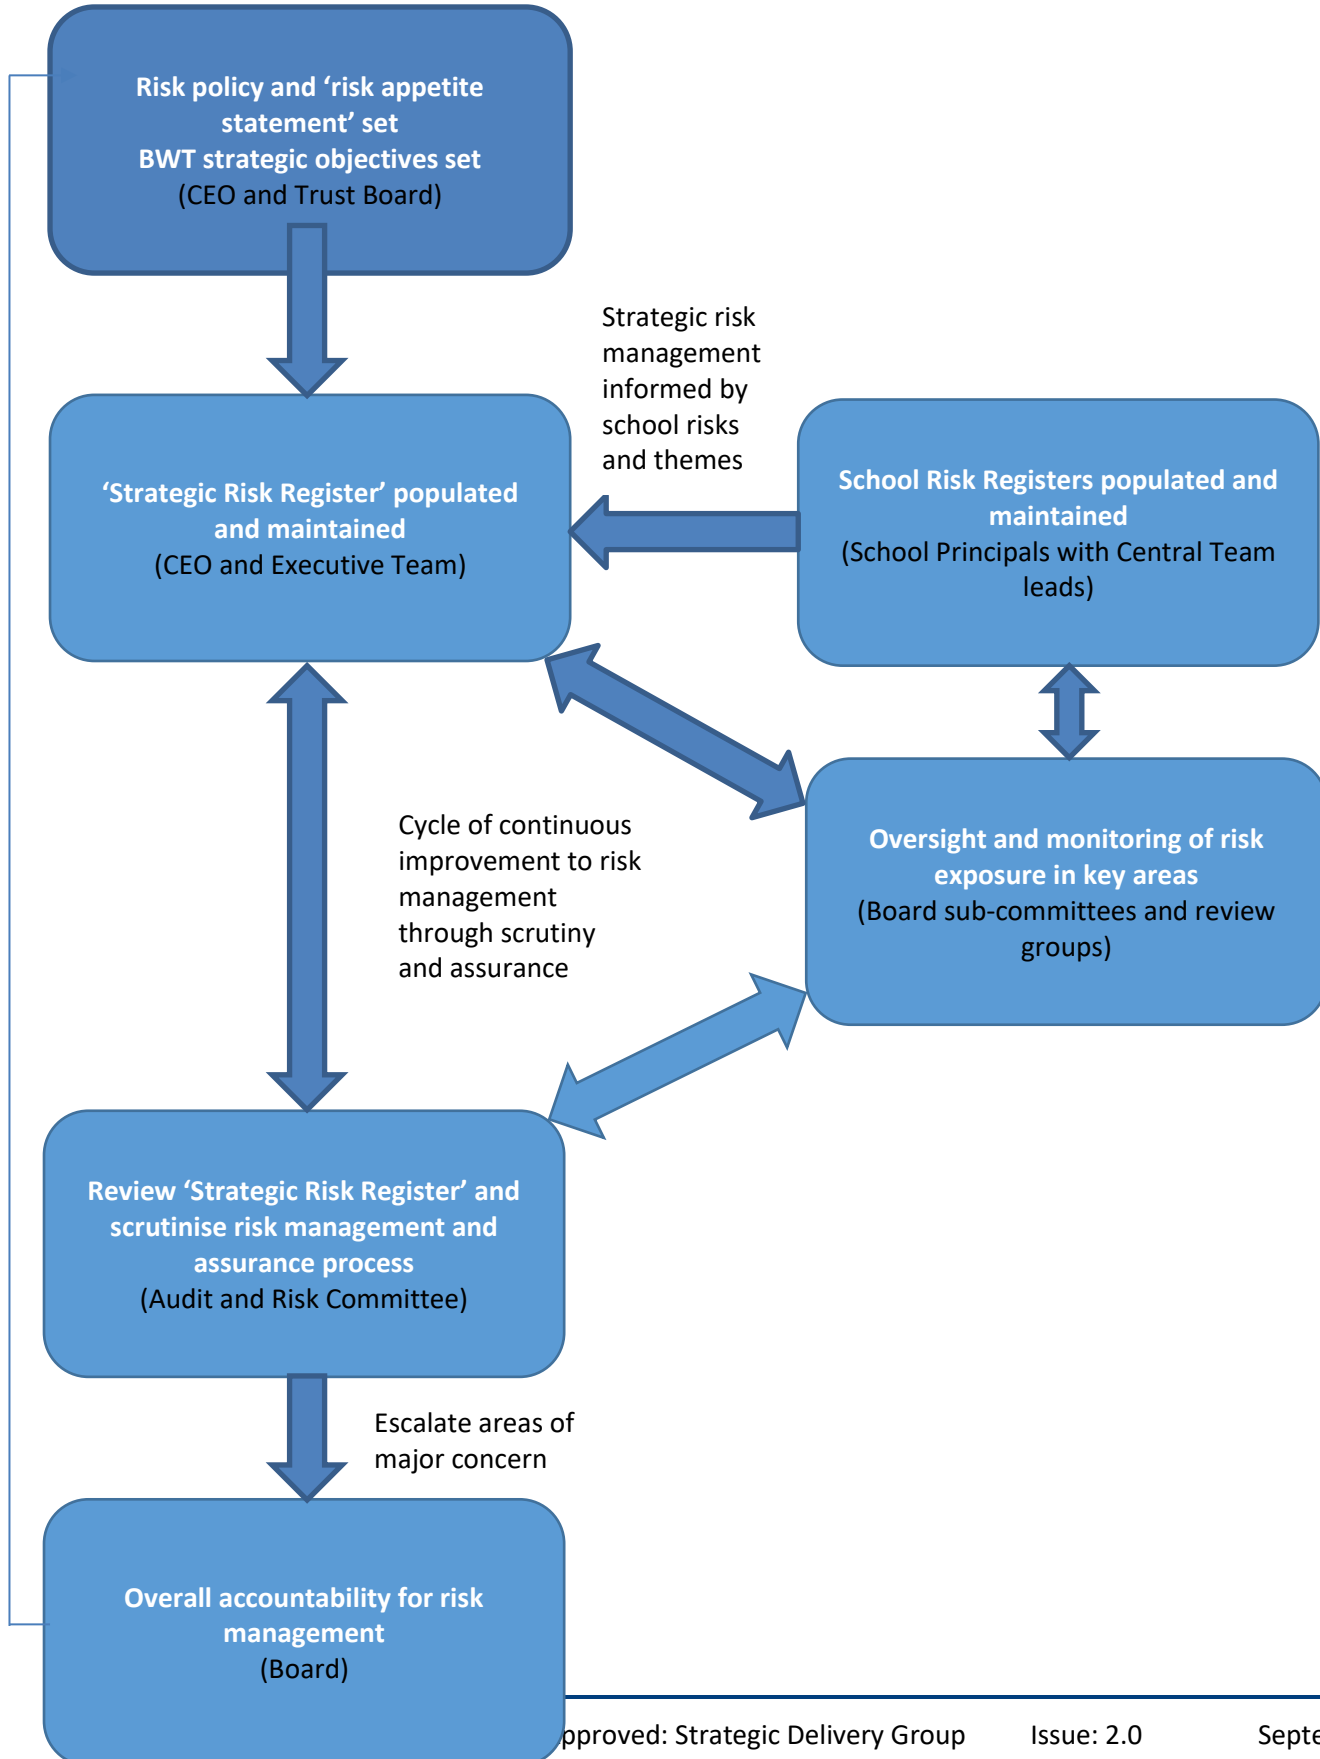 Risk policy and ‘risk appetite
statement’ set
BWT strategic objectives set
(CEO and Trust Board)
Strategic risk
management
informed by
school risks
and themes
‘Strategic Risk Register’ populated
and maintained
(CEO and Executive Team)
School Risk Registers populated and
maintained
(School Principals with Central Team
leads)
Cycle of continuous
improvement to risk
management
through scrutiny
and assurance
Oversight and monitoring of risk
exposure in key areas
(Board sub-committees and review
groups)
Review ‘Strategic Risk Register’ and
scrutinise risk management and
assurance process
(Audit and Risk Committee)
Escalate areas of
major concern
Overall accountability for risk
management
(Board)
pproved: Strategic Delivery Group Issue: 2.0 Septe